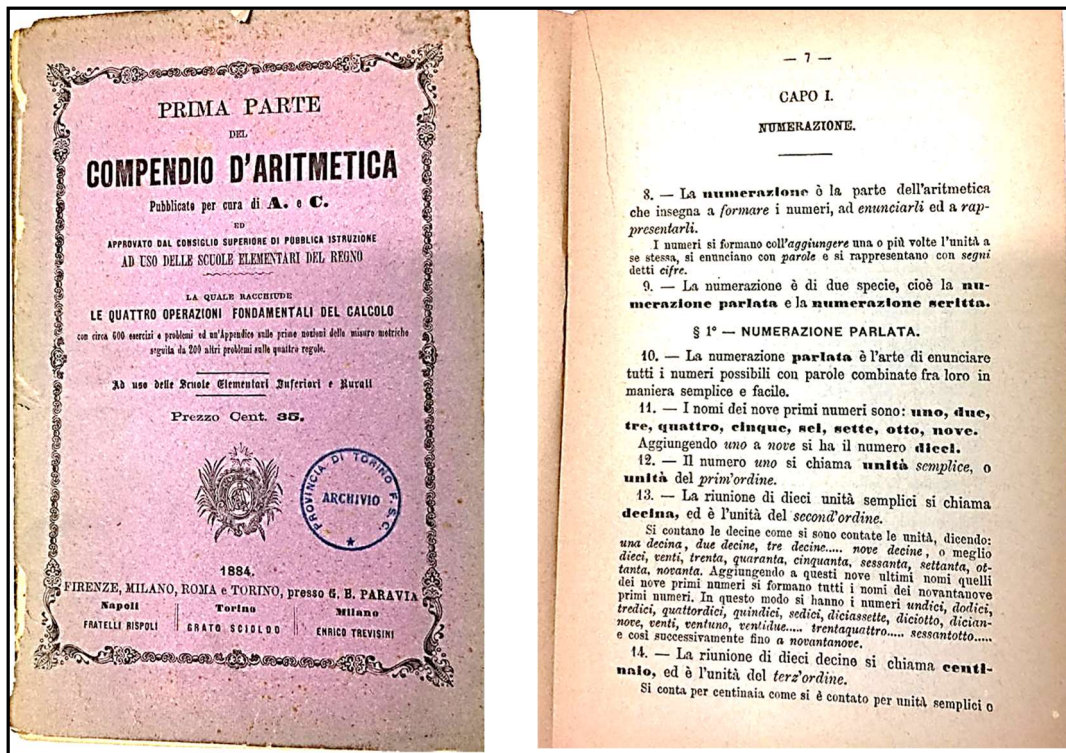 PRIMA PARTE
DEL
COMPENDIO D'ARITMETICA
Pubblicato per cura di A. e C.
ED
APPROVATO DAL CONSIGLIO SUPERIORE DI PUBBLICA ISTRUZIONE
AD USO DELLE SCUOLE ELEMENTARI DEL REGNO
LA QUALE RACCHIUDE
LE QUATTRO OPERAZIONI FONDAMENTALI DEL CALCOLO
con circa 600 esercizi e problemi ed un'Appendice sulle prime nozioni delle misure metriche
seguita da 200 altri problemi sulle quattro regole.
Ad uso delle Scuole Elementari Inferiori e Rurali
Prezzo Cent. 35.
PROVINCIA DI TORINO F.S.C.
ARCHIVIO
1884.
FIRENZE, MILANO, ROMA e TORINO, presso G. B. PARAVIA
Napoli
FRATELLI RISPOLI
Torino
GRATO SCIOLDO
Milano
ENRICO TREVISINI
— 7 —
CAPO I.
NUMERAZIONE.
8. — La numerazione è la parte dell'aritmetica
che insegna a formare i numeri, ad enunciarli ed a rap-
presentarli.
I numeri si formano coll'aggiungere una o più volte l'unità a
se stessa, si enunciano con parole e si rappresentano con segni
detti cifre.
9. — La numerazione è di due specie, cioè la nu-
merazione parlata e la numerazione scritta.
§ 1° — NUMERAZIONE PARLATA.
10. — La numerazione parlata è l'arte di enunciare
tutti i numeri possibili con parole combinate fra loro in
maniera semplice e facile.
11. — I nomi dei nove primi numeri sono: uno, due,
tre, quattro, cinque, sei, sette, otto, nove.
Aggiungendo uno a nove si ha il numero dieci.
12. — Il numero uno si chiama unità semplice, o
unità del prim'ordine.
13. — La riunione di dieci unità semplici si chiama
decina, ed è l'unità del second'ordine.
Si contano le decine come si sono contate le unità, dicendo:
una decina, due decine, tre decine..... nove decine, o meglio
dieci, venti, trenta, quaranta, cinquanta, sessanta, settanta, ot-
tanta, novanta. Aggiungendo a questi nove ultimi nomi quelli
dei nove primi numeri si formano tutti i nomi dei novantanove
primi numeri. In questo modo si hanno i numeri undici, dodici,
tredici, quattordici, quindici, sedici, diciassette, diciotto, dician-
nove, venti, ventuno, ventidue..... trentaquattro..... sessantotto.....
e così successivamente fino a novantanove.
14. — La riunione di dieci decine si chiama centi-
naio, ed è l'unità del terz'ordine.
Si conta per centinaia come si è contato per unità semplici o